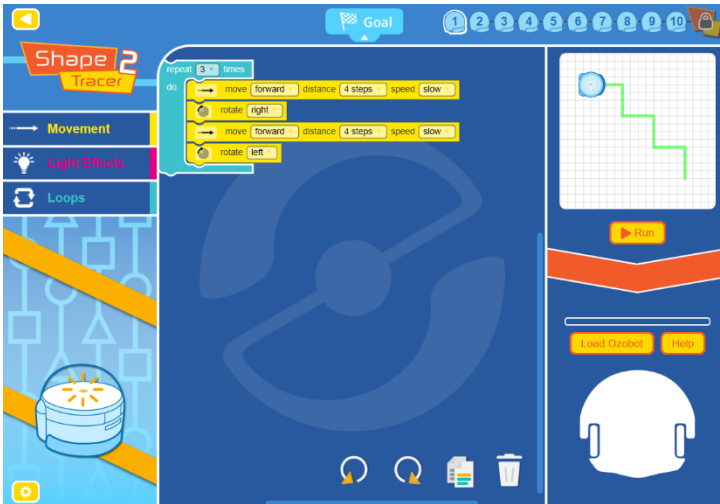 Goal
1 2 3 4 5 6 7 8 9 10
Shape 2
Tracer
Movement
Light Effects
Loops
repeat 3 times
do
move forward distance 4 steps speed slow
rotate right
move forward distance 4 steps speed slow
rotate left
Run
Load Ozobot Help